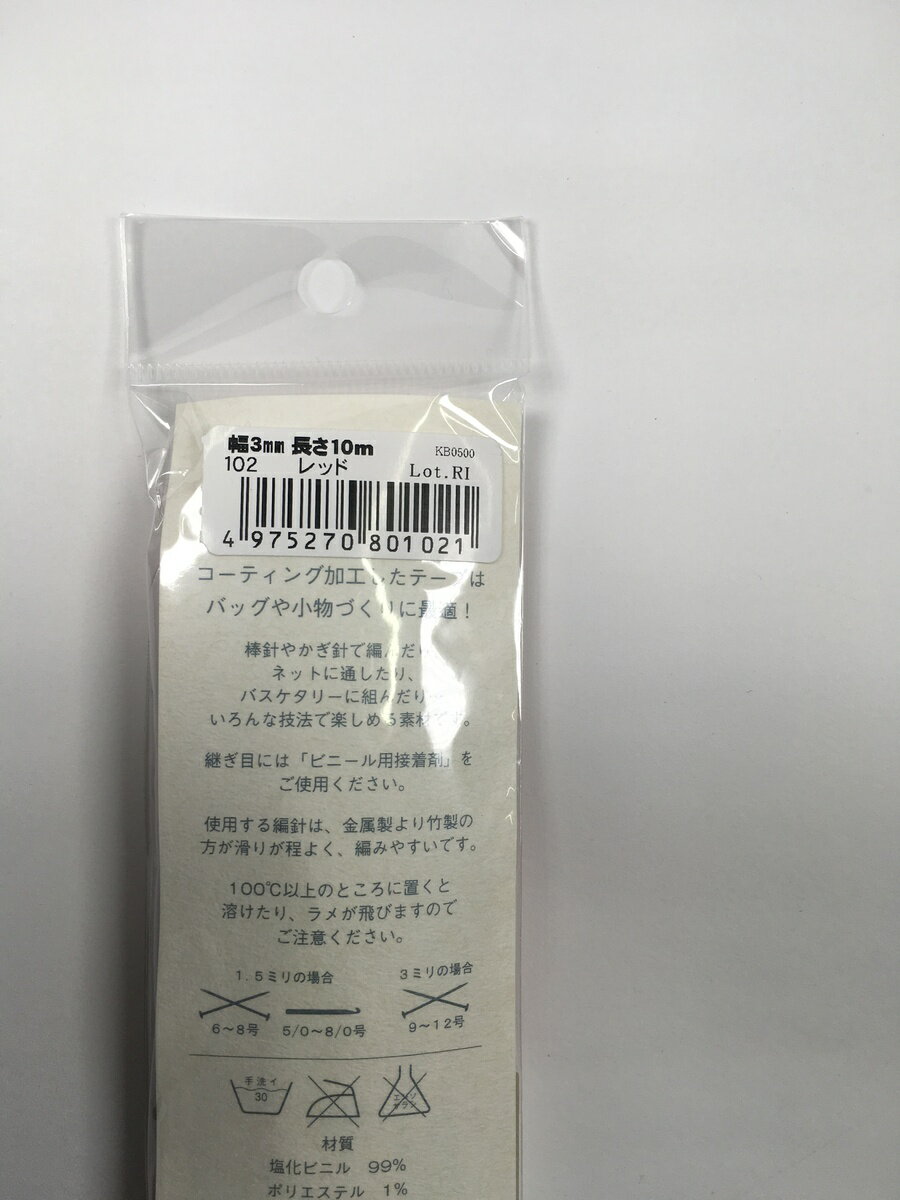 幅3mm 長さ10m
KB0500
102 レッド Lot.RI
4 975270 801021
コーティング加工したテープは
バッグや小物づくりに最適！
棒針やかぎ針で編んだり
ネットに通したり、
バスケタリーに組んだり…
いろんな技法で楽しめる素材です。
継ぎ目には「ビニール用接着剤」を
ご使用ください。
使用する編針は、金属製より竹製の
方が滑りが程よく、編みやすいです。
100℃以上のところに置くと
溶けたり、ラメが飛びますので
ご注意ください。
1.5ミリの場合 3ミリの場合
6〜8号 5/0〜8/0号 9〜12号
手洗イ
30
エンソ
サラシ
材質
塩化ビニル 99%
ポリエステル 1%